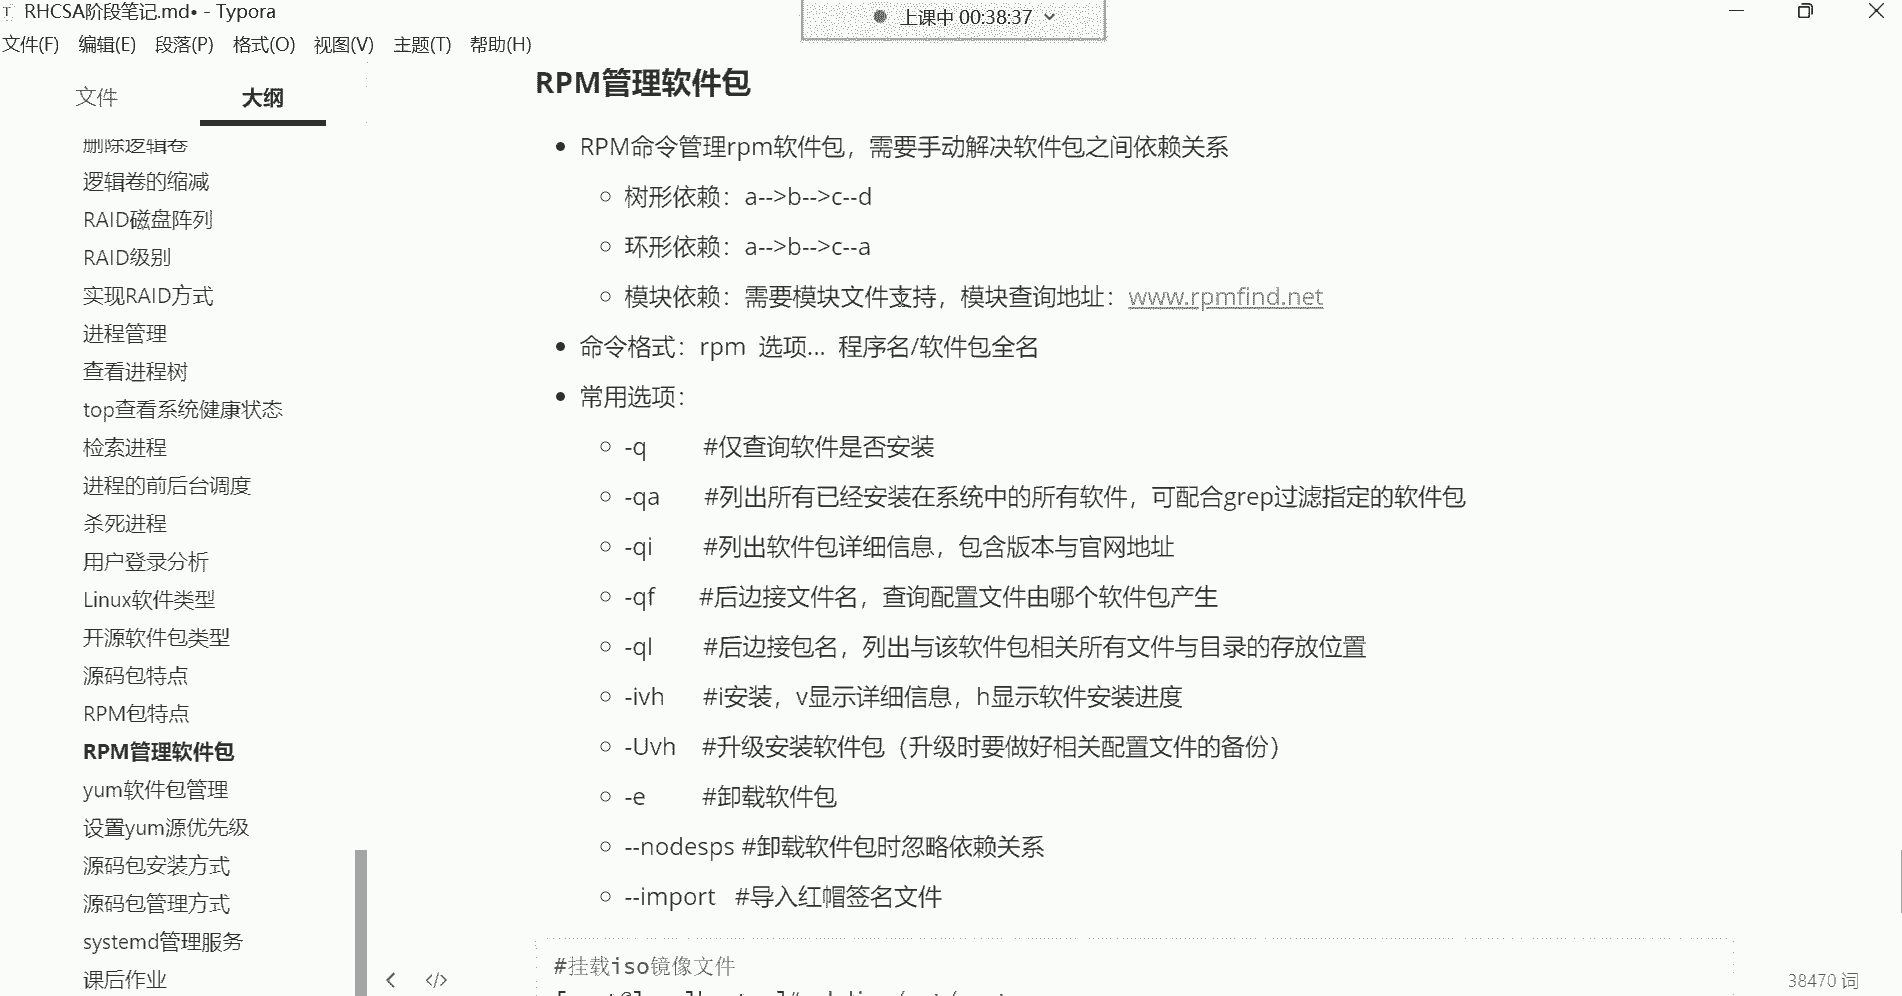 RHCSA阶段笔记.md• - Typora
上课中 00:38:37
文件(F) 编辑(E) 段落(P) 格式(O) 视图(V) 主题(T) 帮助(H)
文件 大纲
删除逻辑卷
逻辑卷的缩减
RAID磁盘阵列
RAID级别
实现RAID方式
进程管理
查看进程树
top查看系统健康状态
检索进程
进程的前后台调度
杀死进程
用户登录分析
Linux软件类型
开源软件包类型
源码包特点
RPM包特点
RPM管理软件包
yum软件包管理
设置yum源优先级
源码包安装方式
源码包管理方式
systemd管理服务
课后作业
RPM管理软件包
RPM命令管理rpm软件包，需要手动解决软件包之间依赖关系
树形依赖：a-->b-->c--d
环形依赖：a-->b-->c--a
模块依赖：需要模块文件支持，模块查询地址：www.rpmfind.net
命令格式：rpm 选项... 程序名/软件包全名
常用选项：
-q #仅查询软件是否安装
-qa #列出所有已经安装在系统中的所有软件，可配合grep过滤指定的软件包
-qi #列出软件包详细信息，包含版本与官网地址
-qf #后边接文件名，查询配置文件由哪个软件包产生
-ql #后边接包名，列出与该软件包相关所有文件与目录的存放位置
-ivh #i安装，v显示详细信息，h显示软件安装进度
-Uvh #升级安装软件包（升级时要做好相关配置文件的备份）
-e #卸载软件包
--nodesps #卸载软件包时忽略依赖关系
--import #导入红帽签名文件
#挂载iso镜像文件
38470 词